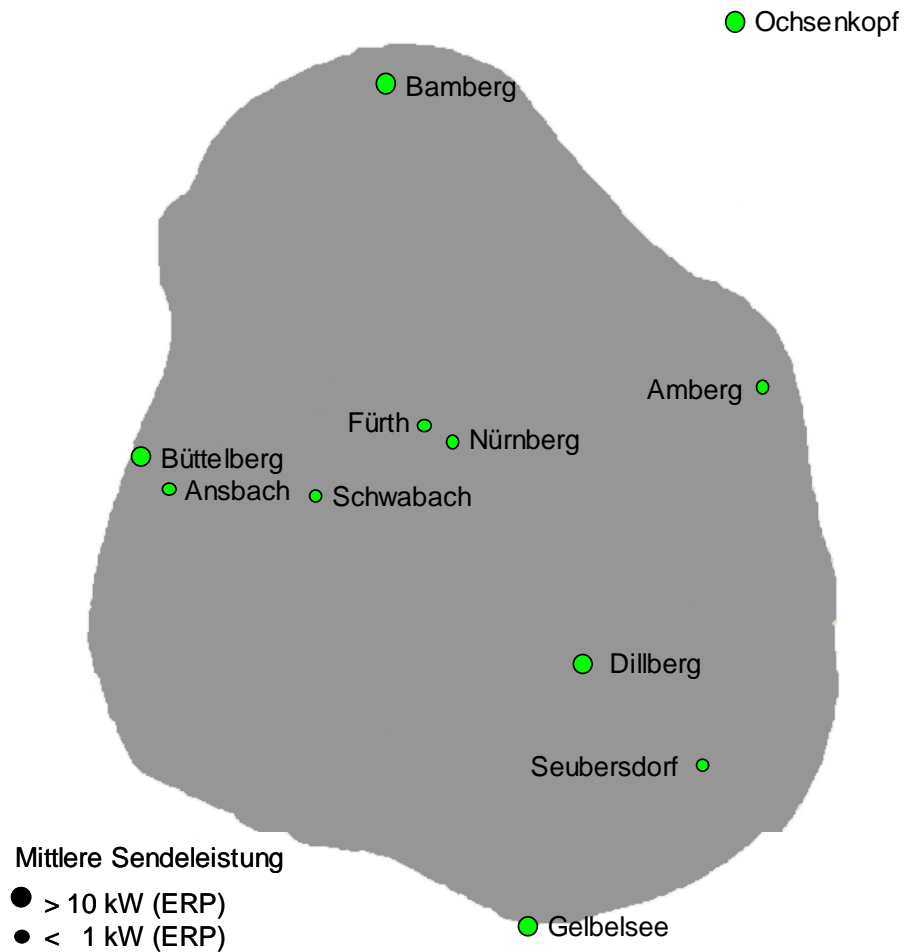 Ochsenkopf
Bamberg
Amberg
Fürth
Nürnberg
Büttelberg
Ansbach
Schwabach
Dillberg
Seubersdorf
Mittlere Sendeleistung
> 10 kW (ERP)
< 1 kW (ERP)
Gelbelsee